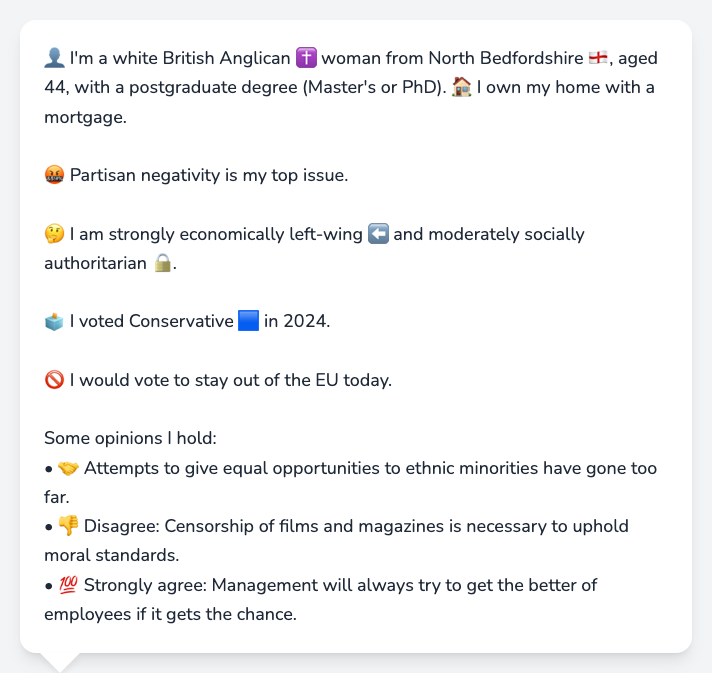 👤 I'm a white British Anglican ✝️ woman from North Bedfordshire 🏴󠁧󠁢󠁥󠁮󠁧󠁿, aged
44, with a postgraduate degree (Master's or PhD). 🏠 I own my home with a
mortgage.
🤬 Partisan negativity is my top issue.
🤔 I am strongly economically left-wing ⬅️ and moderately socially
authoritarian 🔒.
🗳️ I voted Conservative 🟦 in 2024.
🚫 I would vote to stay out of the EU today.
Some opinions I hold:
• 🤝 Attempts to give equal opportunities to ethnic minorities have gone too
far.
• 👎 Disagree: Censorship of films and magazines is necessary to uphold
moral standards.
• 💯 Strongly agree: Management will always try to get the better of
employees if it gets the chance.